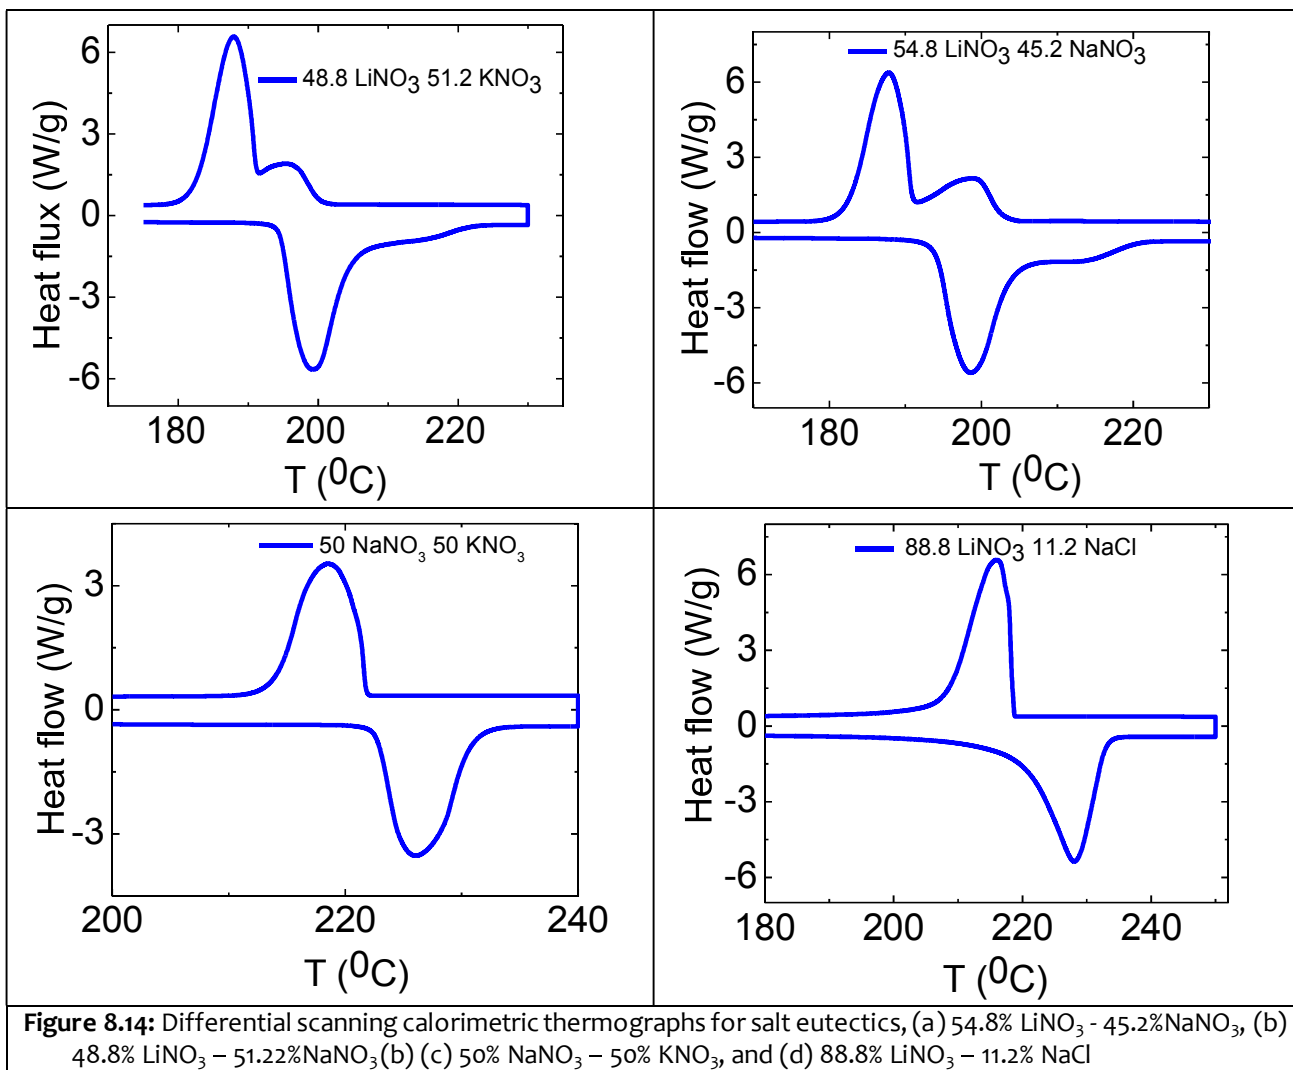 6
3
0
-3
-6
Heat flux (W/g)
48.8 LiNO₃ 51.2 KNO₃
180 200 220
T (⁰C)
6
3
0
-3
-6
Heat flow (W/g)
54.8 LiNO₃ 45.2 NaNO₃
180 200 220
T (⁰C)
3
0
-3
Heat flow (W/g)
50 NaNO₃ 50 KNO₃
200 220 240
T (⁰C)
6
3
0
-3
-6
Heat flow (W/g)
88.8 LiNO₃ 11.2 NaCl
180 200 220 240
T (⁰C)
Figure 8.14: Differential scanning calorimetric thermographs for salt eutectics, (a) 54.8% LiNO₃ - 45.2%NaNO₃, (b)
48.8% LiNO₃ – 51.22%NaNO₃(b) (c) 50% NaNO₃ – 50% KNO₃, and (d) 88.8% LiNO₃ – 11.2% NaCl